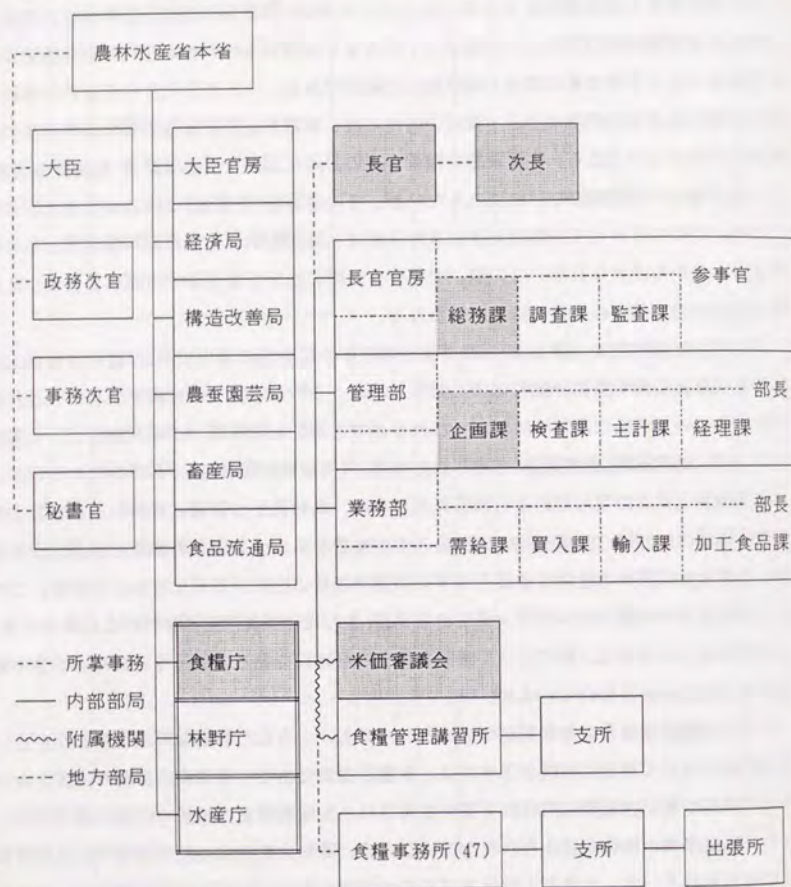 農林水産省本省
大臣
大臣官房
長官
次長
経済局
政務次官
長官官房
参事官
構造改善局
総務課
調査課
監査課
事務次官
農蚕園芸局
管理部
部長
企画課
検査課
主計課
経理課
畜産局
秘書官
業務部
部長
食品流通局
需給課
買入課
輸入課
加工食品課
所掌事務
食糧庁
米価審議会
内部部局
附属機関
林野庁
食糧管理講習所
支所
地方部局
水産庁
食糧事務所(47)
支所
出張所